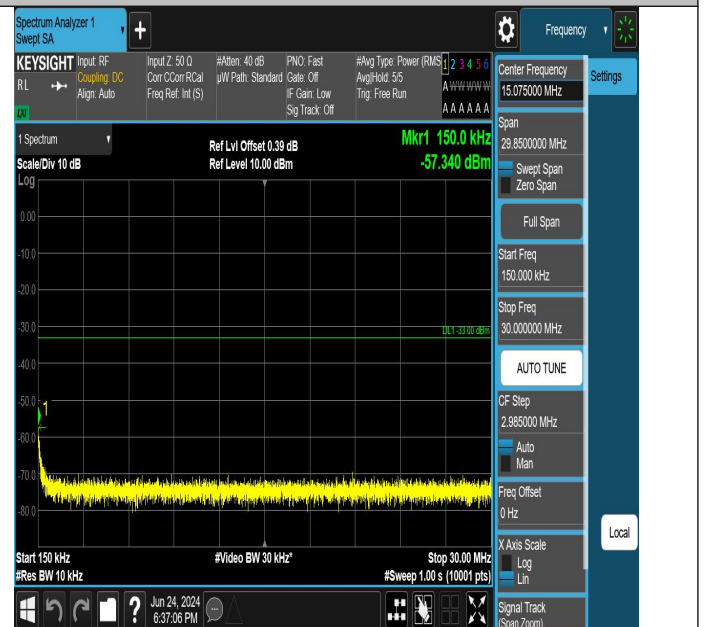 Spectrum Analyzer 1
Swept SA
Frequency
KEYSIGHT
Input: RF
Input Z: 50 Ω
#Atten: 40 dB
PNO: Fast
#Avg Type: Power (RMS
1 2 3 4 5 6
R L
Coupling: DC
Corr CCorr RCal
µW Path: Standard
Gate: Off
Avg|Hold: 5/5
A W W W W W
Align: Auto
Freq Ref: Int (S)
IF Gain: Low
Trig: Free Run
Sig Track: Off
A A A A A A
LXI
1 Spectrum
Ref Lvl Offset 0.39 dB
Mkr1 150.0 kHz
Scale/Div 10 dB
Ref Level 10.00 dBm
-57.340 dBm
Log
0.00
-10.0
-20.0
-30.0
DL1 -33.00 dBm
-40.0
-50.0
1
-60.0
-70.0
-80.0
Start 150 kHz
#Video BW 30 kHz*
Stop 30.00 MHz
#Res BW 10 kHz
#Sweep 1.00 s (10001 pts)
?
Jun 24, 2024
6:37:06 PM
Center Frequency
15.075000 MHz
Settings
Span
29.8500000 MHz
Swept Span
Zero Span
Full Span
Start Freq
150.000 kHz
Stop Freq
30.000000 MHz
AUTO TUNE
CF Step
2.985000 MHz
Auto
Man
Freq Offset
0 Hz
Local
X Axis Scale
Log
Lin
Signal Track
(Span Zoom)